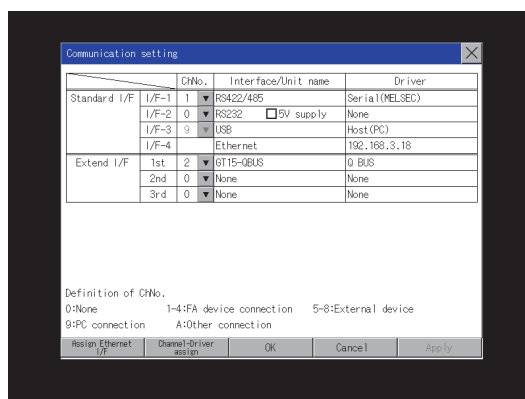 Communication setting
ChNo. Interface/Unit name Driver
Standard I/F I/F-1 1 RS422/485 Serial(MELSEC)
I/F-2 0 RS232 5V supply None
I/F-3 9 USB Host(PC)
I/F-4 Ethernet 192.168.3.18
Extend I/F 1st 2 GT15-QBUS Q BUS
2nd 0 None None
3rd 0 None None
Definition of ChNo.
0:None 1-4:FA device connection 5-8:External device
9:PC connection A:Other connection
Assign Ethernet I/F Channel-Driver assign OK Cancel Apply